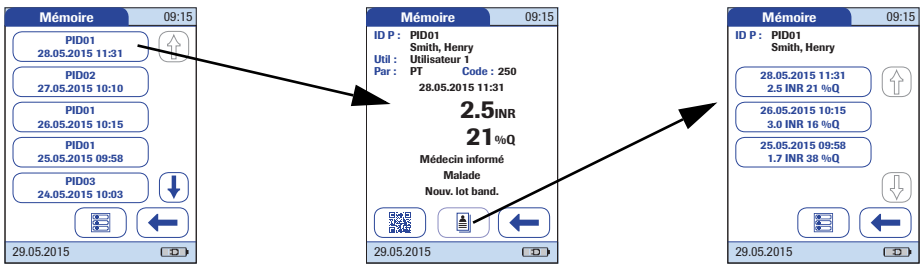 Mémoire 09:15
PID01
28.05.2015 11:31
PID02
27.05.2015 10:10
PID01
26.05.2015 10:15
PID01
25.05.2015 09:58
PID03
24.05.2015 10:03
29.05.2015
Mémoire 09:15
ID P : PID01
Smith, Henry
Util : Utilisateur 1
Par : PT Code : 250
28.05.2015 11:31
2.5INR
21%Q
Médecin informé
Malade
Nouv. lot band.
29.05.2015
Mémoire 09:15
ID P : PID01
Smith, Henry
28.05.2015 11:31
2.5 INR 21 %Q
26.05.2015 10:15
3.0 INR 16 %Q
25.05.2015 09:58
1.7 INR 38 %Q
29.05.2015